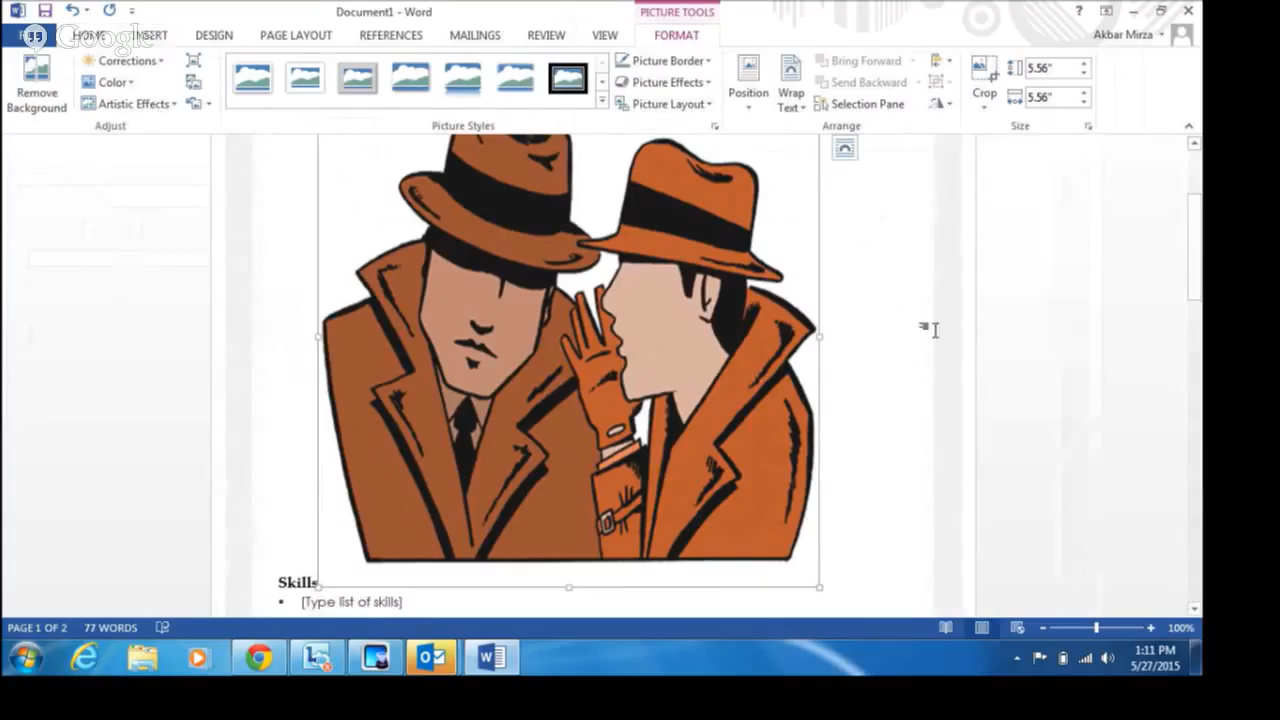 Document1 - Word
PICTURE TOOLS
?
Google
FILE HOME INSERT DESIGN PAGE LAYOUT REFERENCES MAILINGS REVIEW VIEW FORMAT
Akbar Mirza
Remove Background
Corrections
Color
Artistic Effects
Picture Border
Picture Effects
Picture Layout
Position
Wrap Text
Bring Forward
Send Backward
Selection Pane
Crop
5.56"
5.56"
Adjust
Picture Styles
Arrange
Size
Skills
▪ [Type list of skills]
PAGE 1 OF 2 77 WORDS
100%
1:11 PM
5/27/2015